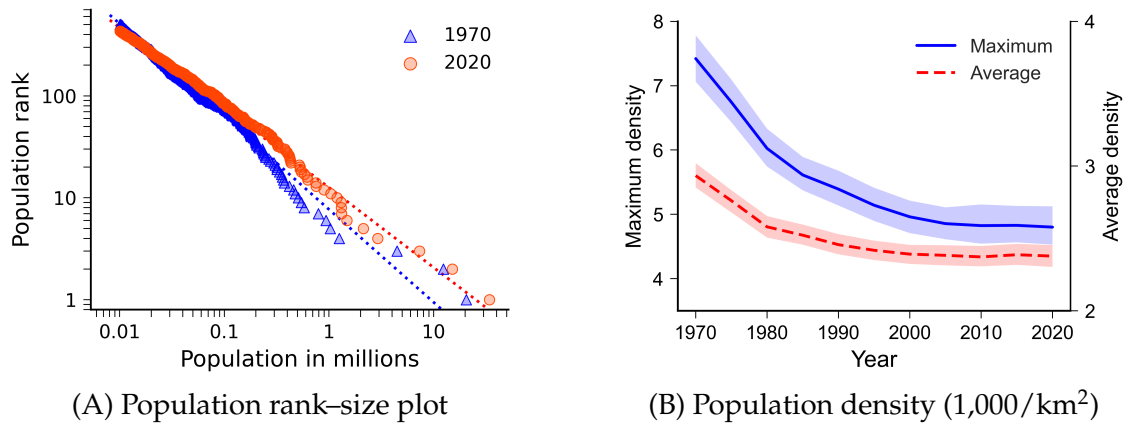 100
10
1
0.01
0.1
1
10
Population rank
Population in millions
1970
2020
(A) Population rank–size plot
8
7
6
5
4
4
3
2
1970
1980
1990
2000
2010
2020
Maximum density
Average density
Year
Maximum
Average
(B) Population density (1,000/km²)